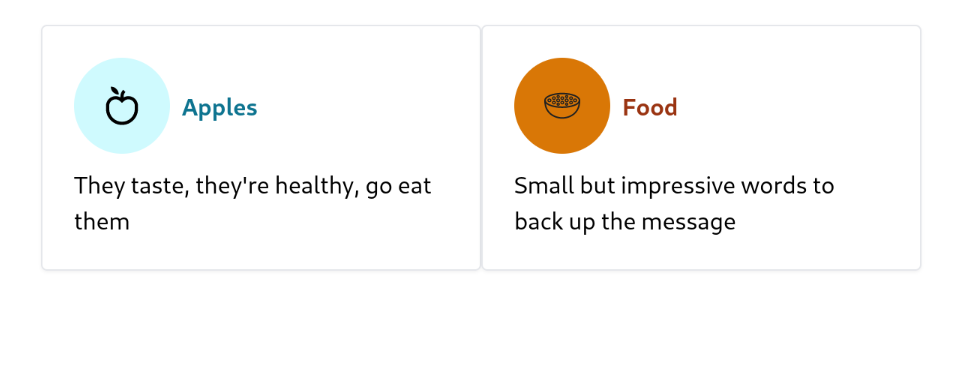 Apples
They taste, they're healthy, go eat
them
Food
Small but impressive words to
back up the message